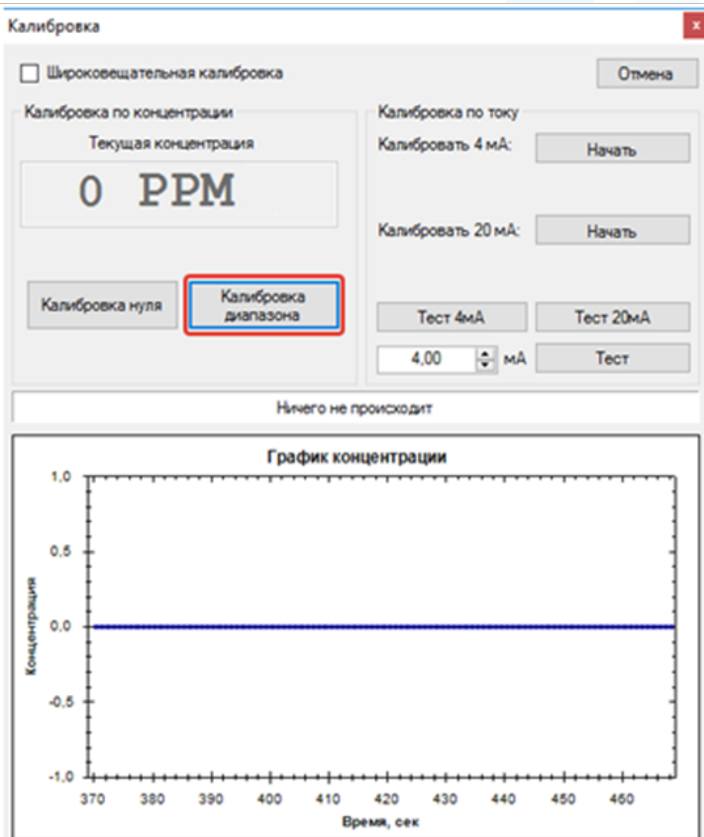 Калибровка
x
Широковещательная калибровка
Отмена
Калибровка по концентрации
Текущая концентрация
0 PPM
Калибровка нуля
Калибровка
диапазона
Калибровка по току
Калибровать 4 мА:
Начать
Калибровать 20 мА:
Начать
Тест 4мА
Тест 20мА
4,00
мА
Тест
Ничего не происходит
График концентрации
Концентрация
1,0
0,5
0,0
-0,5
-1,0
370 380 390 400 410 420 430 440 450 460
Время, сек